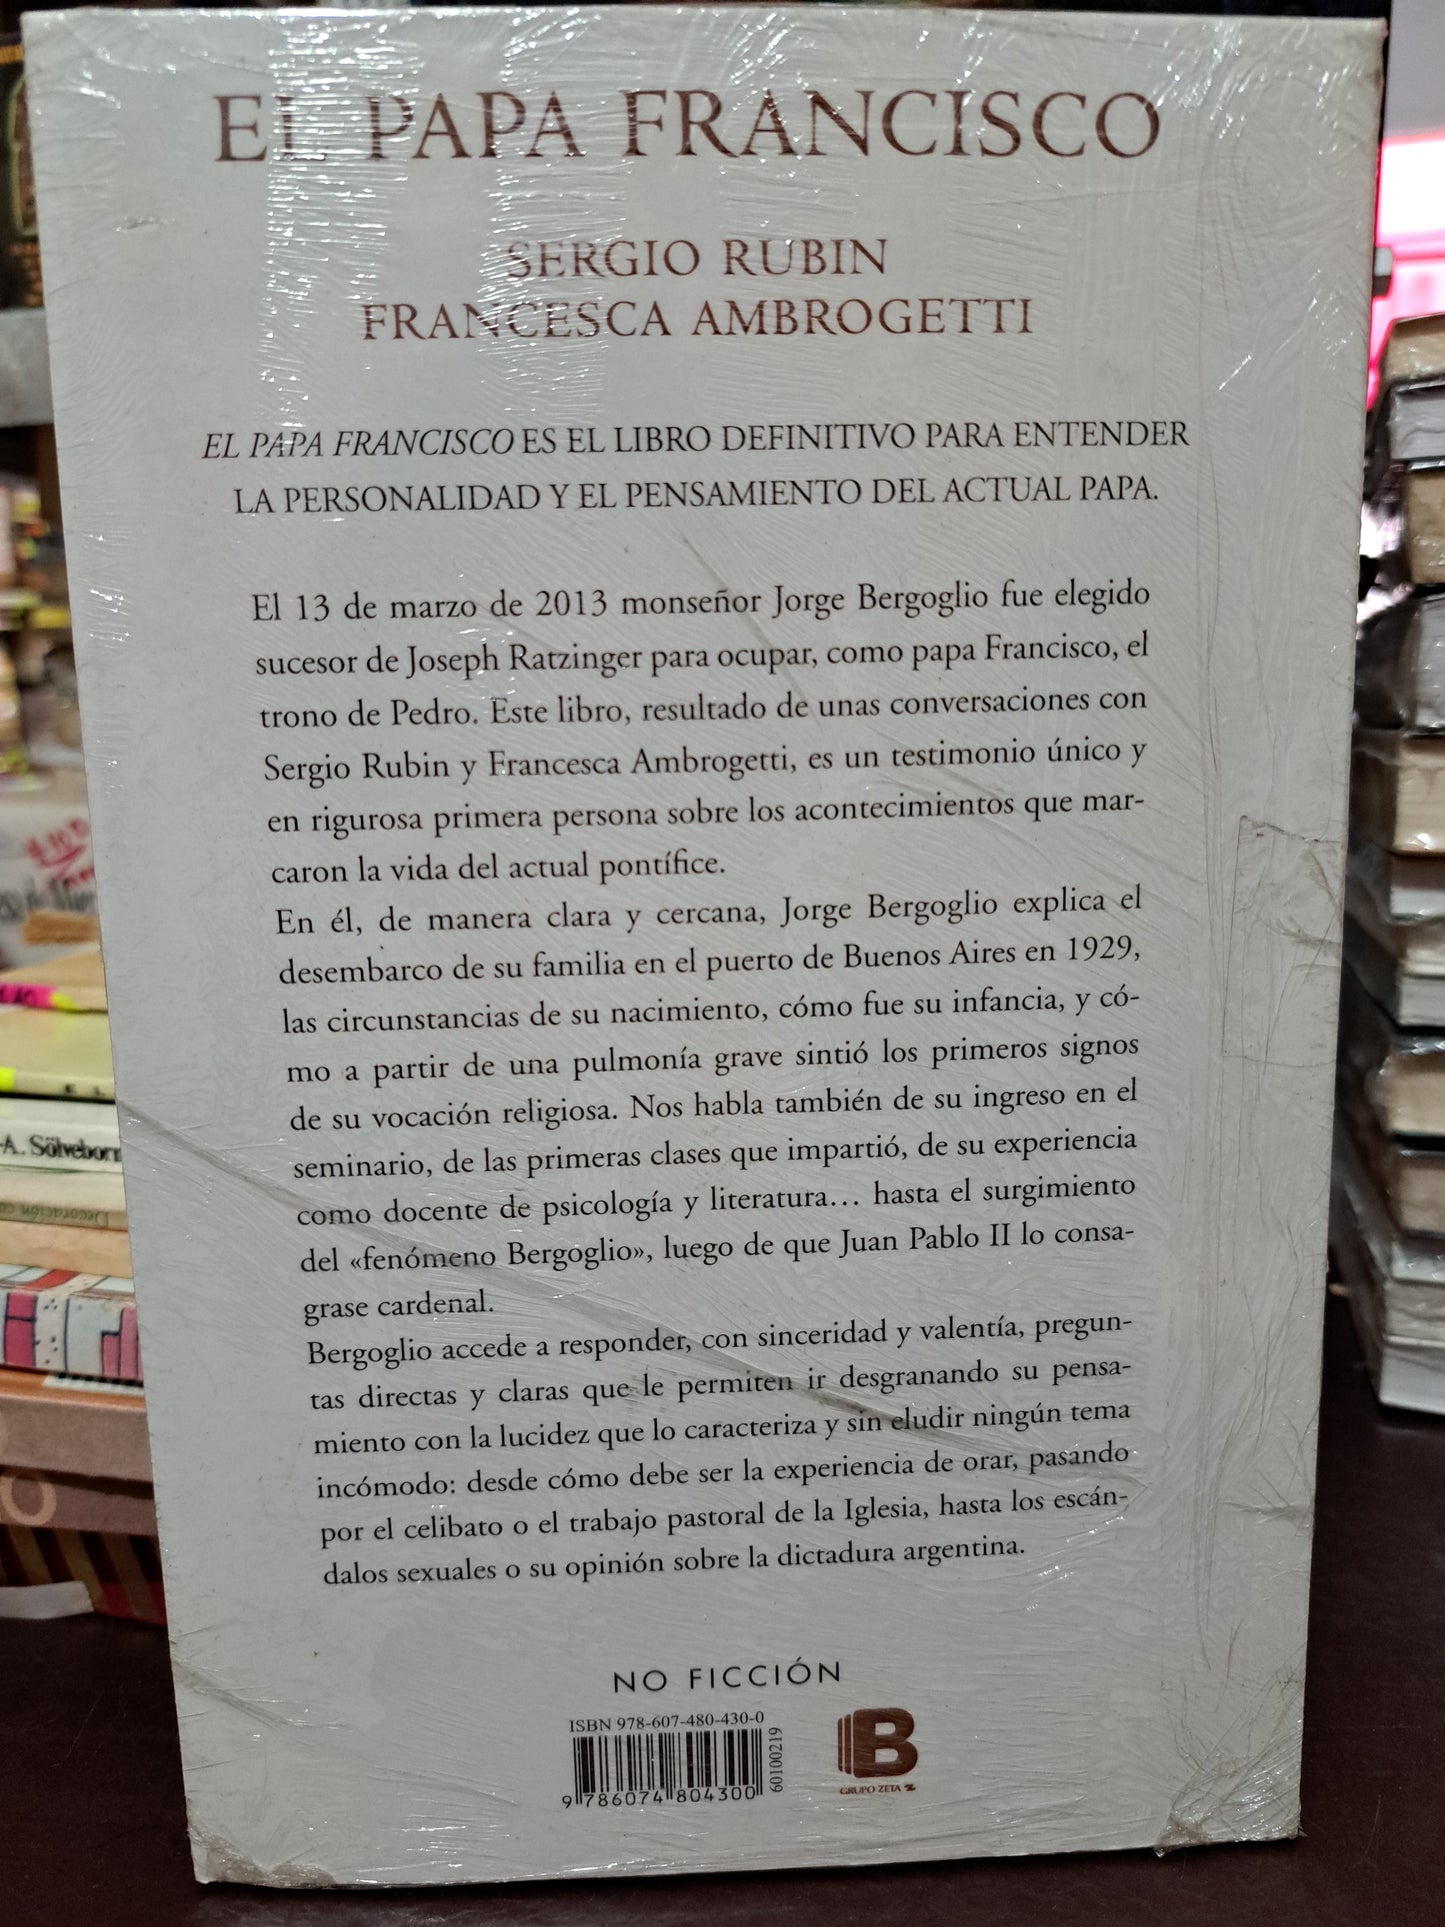 EL PAPA FRANCISCO
SERGIO RUBIN
FRANCESCA AMBROGETTI
EL PAPA FRANCISCO ES EL LIBRO DEFINITIVO PARA ENTENDER
LA PERSONALIDAD Y EL PENSAMIENTO DEL ACTUAL PAPA.
El 13 de marzo de 2013 monseñor Jorge Bergoglio fue elegido
sucesor de Joseph Ratzinger para ocupar, como papa Francisco, el
trono de Pedro. Este libro, resultado de unas conversaciones con
Sergio Rubin y Francesca Ambrogetti, es un testimonio único y
en rigurosa primera persona sobre los acontecimientos que mar-
caron la vida del actual pontífice.
En él, de manera clara y cercana, Jorge Bergoglio explica el
desembarco de su familia en el puerto de Buenos Aires en 1929,
las circunstancias de su nacimiento, cómo fue su infancia, y có-
mo a partir de una pulmonía grave sintió los primeros signos
de su vocación religiosa. Nos habla también de su ingreso en el
seminario, de las primeras clases que impartió, de su experiencia
como docente de psicología y literatura… hasta el surgimiento
del «fenómeno Bergoglio», luego de que Juan Pablo II lo consa-
grase cardenal.
Bergoglio accede a responder, con sinceridad y valentía, pregun-
tas directas y claras que le permiten ir desgranando su pensa-
miento con la lucidez que lo caracteriza y sin eludir ningún tema
incómodo: desde cómo debe ser la experiencia de orar, pasando
por el celibato o el trabajo pastoral de la Iglesia, hasta los escán-
dalos sexuales o su opinión sobre la dictadura argentina.
NO FICCIÓN
ISBN 978-607-480-430-0
9 786074 804300
60100219
B
GRUPO ZETA
-A. Sölveborn
Decoración